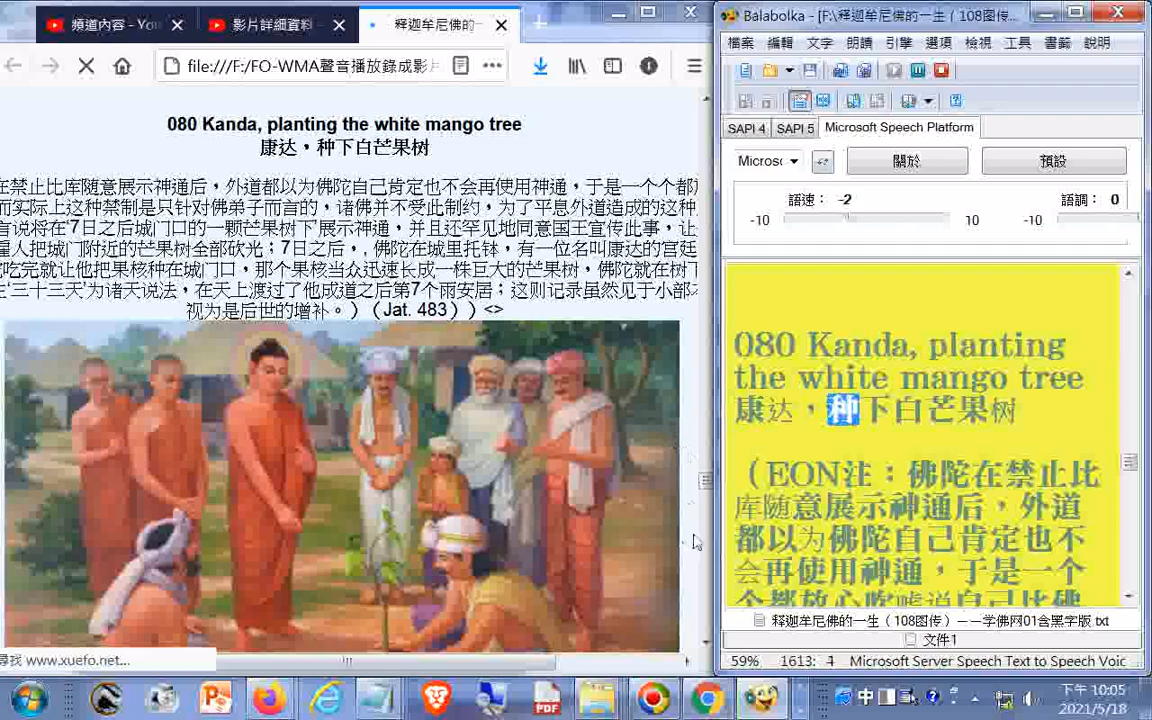 頻道內容 - You
影片詳細資料 -
释迦牟尼佛的一
file:///F:/FO-WMA聲音播放錄成影片
080 Kanda, planting the white mango tree
康达，种下白芒果树
在禁止比库随意展示神通后，外道都以为佛陀自己肯定也不会再使用神通，于是一个个都
而实际上这种禁制是只针对佛弟子而言的，诸佛并不受此制约，为了平息外道造成的这种
言说将在‘7日之后城门口的一颗芒果树下’展示神通，并且还罕见地同意国王宣传此事，让
重人把城门附近的芒果树全部砍光；7日之后，, 佛陀在城里托钵，有一位名叫康达的宫廷
吃完就让他把果核种在城门口，那个果核当众迅速长成一株巨大的芒果树，佛陀就在树下
‘三十三天’为诸天说法，在天上渡过了他成道之后第7个雨安居；这则记录虽然见于小部
视为是后世的增补。）（Jat. 483））<>
尋找 www.xuefo.net...
Balabolka - [F:\释迦牟尼佛的一生（108图传...
檔案 編輯 文字 朗讀 引擎 選項 檢視 工具 書籤 說明
SAPI 4 SAPI 5 Microsoft Speech Platform
Microsc 關於 預設
語速： -2 語調： 0
-10 10 -10
080 Kanda, planting
the white mango tree
康达，种下白芒果树
（EON注：佛陀在禁止比
库随意展示神通后，外道
都以为佛陀自己肯定也不
会再使用神通，于是一个
个都放心吹嘘说自己比佛
释迦牟尼佛的一生（108图传）——学佛网01含黑字版.txt
文件1
59% 1613: 4 Microsoft Server Speech Text to Speech Voic
中
下午 10:05
2021/5/18